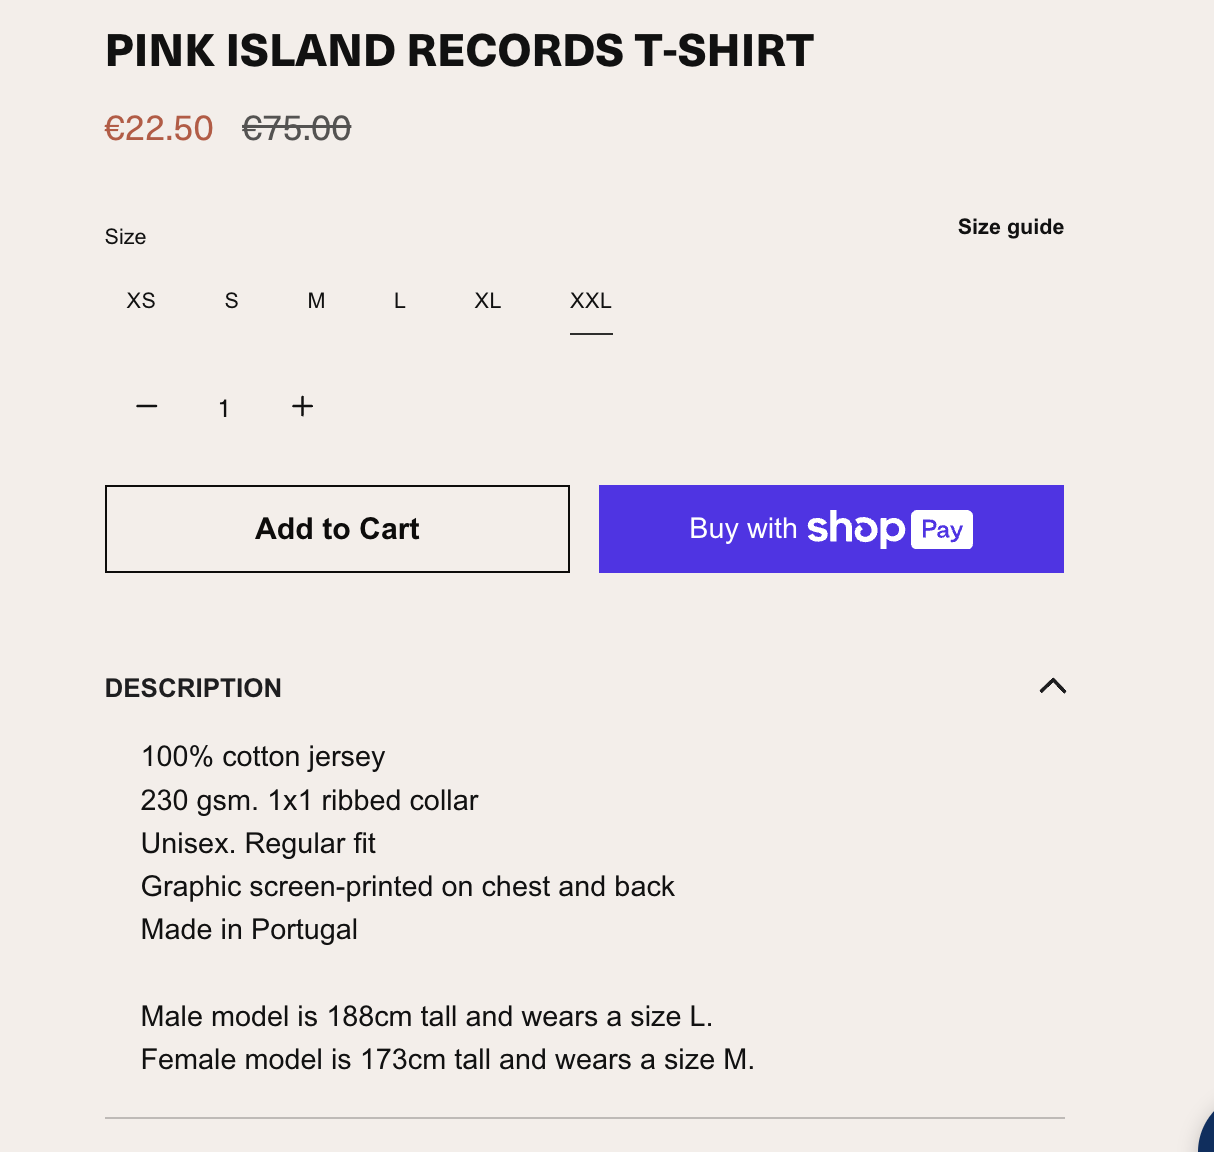 PINK ISLAND RECORDS T-SHIRT
€22.50 €75.00
Size guide
Size
XS S M L XL XXL
1
Add to Cart
Buy with shop Pay
DESCRIPTION
100% cotton jersey
230 gsm. 1x1 ribbed collar
Unisex. Regular fit
Graphic screen-printed on chest and back
Made in Portugal
Male model is 188cm tall and wears a size L.
Female model is 173cm tall and wears a size M.